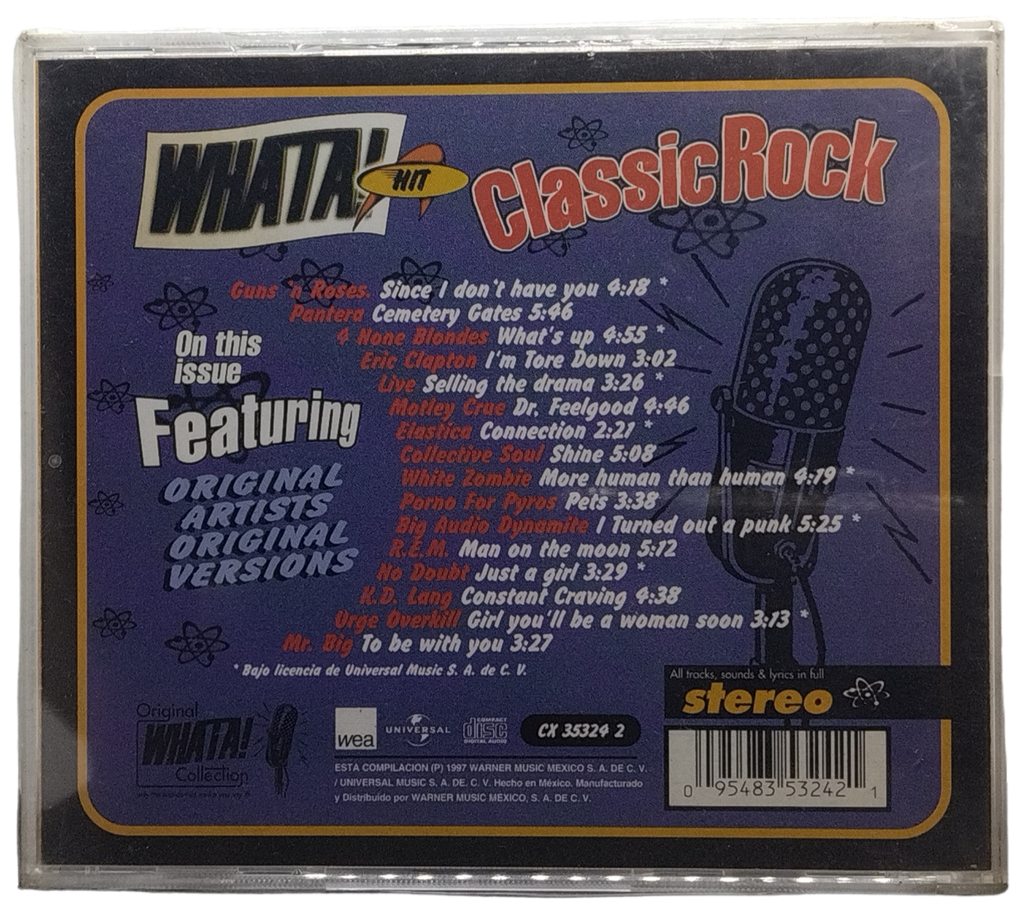 WHATA!
HIT
Classic Rock
Guns 'n Roses. Since I don't have you 4:18 *
Pantera Cemetery Gates 5:46
4 None Blondes What's up 4:55 *
Eric Clapton I'm Tore Down 3:02
Live Selling the drama 3:26 *
Motley Crue Dr. Feelgood 4:46
Elastica Connection 2:21 *
Collective Soul Shine 5:08
White Zombie More human than human 4:19 *
Porno For Pyros Pets 3:38
Big Audio Dynamite I Turned out a punk 5:25 *
R.E.M. Man on the moon 5:12
No Doubt Just a girl 3:29 *
K.D. Lang Constant Craving 4:38
Urge Overkill Girl you'll be a woman soon 3:13 *
Mr. Big To be with you 3:27
* Bajo licencia de Universal Music S. A. de C. V.
On this
issue
Featuring
ORIGINAL
ARTISTS
ORIGINAL
VERSIONS
Original
WHATA!
Collection
wea
UNIVERSAL
COMPACT
disc
DIGITAL AUDIO
CX 35324 2
ESTA COMPILACION (P) 1997 WARNER MUSIC MEXICO S. A. DE C. V.
/ UNIVERSAL MUSIC S. A. DE. C. V. Hecho en México. Manufacturado
y Distribuido por WARNER MUSIC MEXICO, S. A. DE C. V.
All tracks, sounds & lyrics in full
stereo
0 95483 53242 1